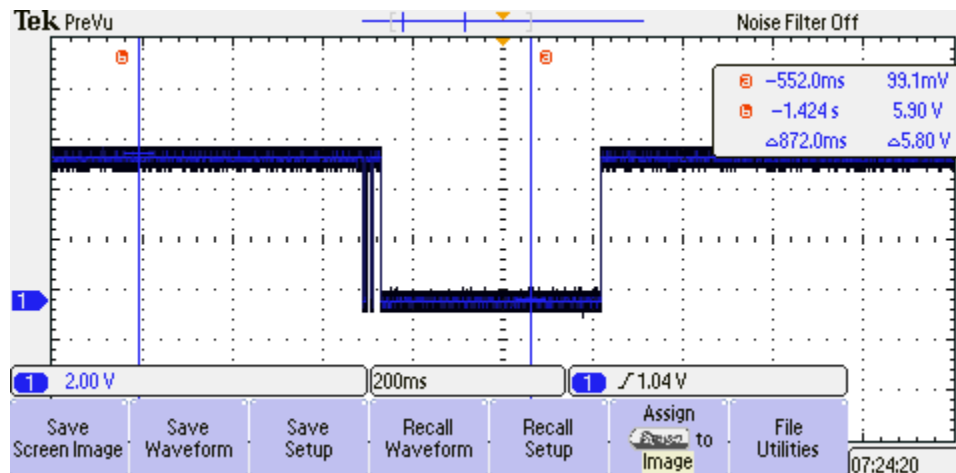 Tek PreVu
Noise Filter Off
b
a
a -552.0ms 99.1mV
b -1.424 s 5.90 V
△872.0ms △5.80 V
1
1 2.00 V
200ms
1 1.04 V
Save Screen Image
Save Waveform
Save Setup
Recall Waveform
Recall Setup
Assign
to
Image
File Utilities
07:24:20